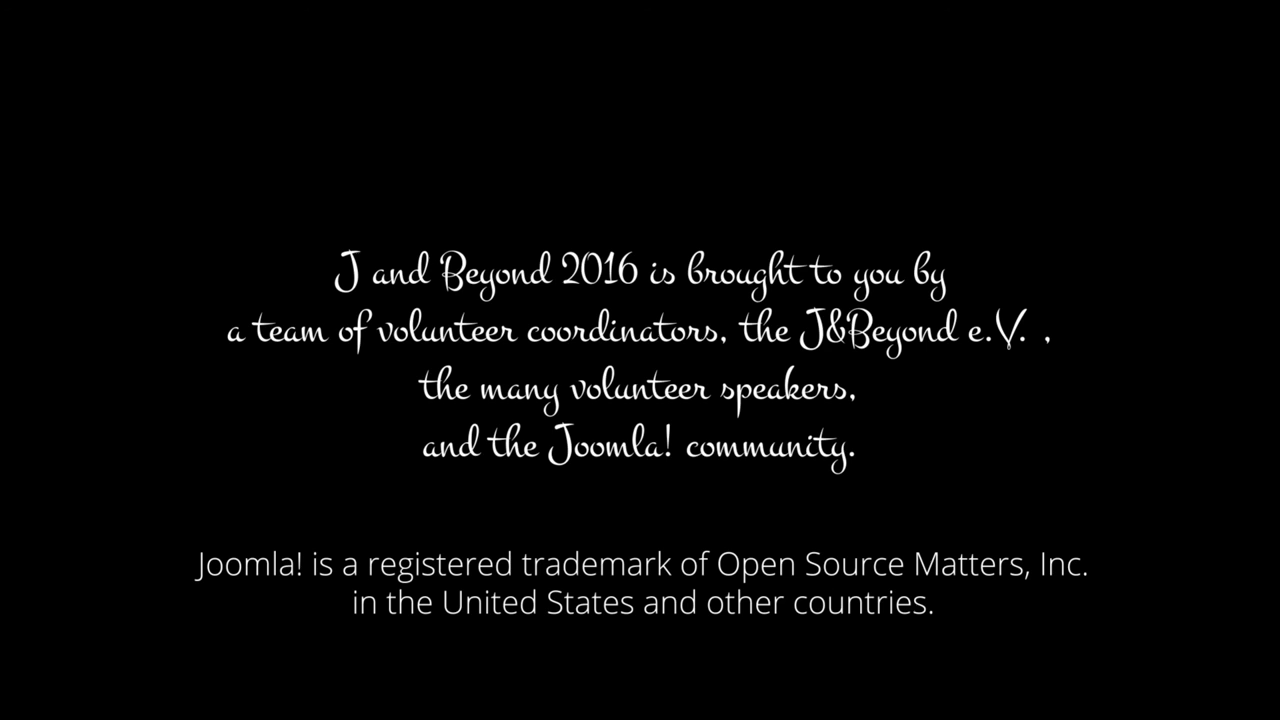 J and Beyond 2016 is brought to you by
a team of volunteer coordinators, the J&Beyond e.V. ,
the many volunteer speakers,
and the Joomla! community.
Joomla! is a registered trademark of Open Source Matters, Inc.
in the United States and other countries.